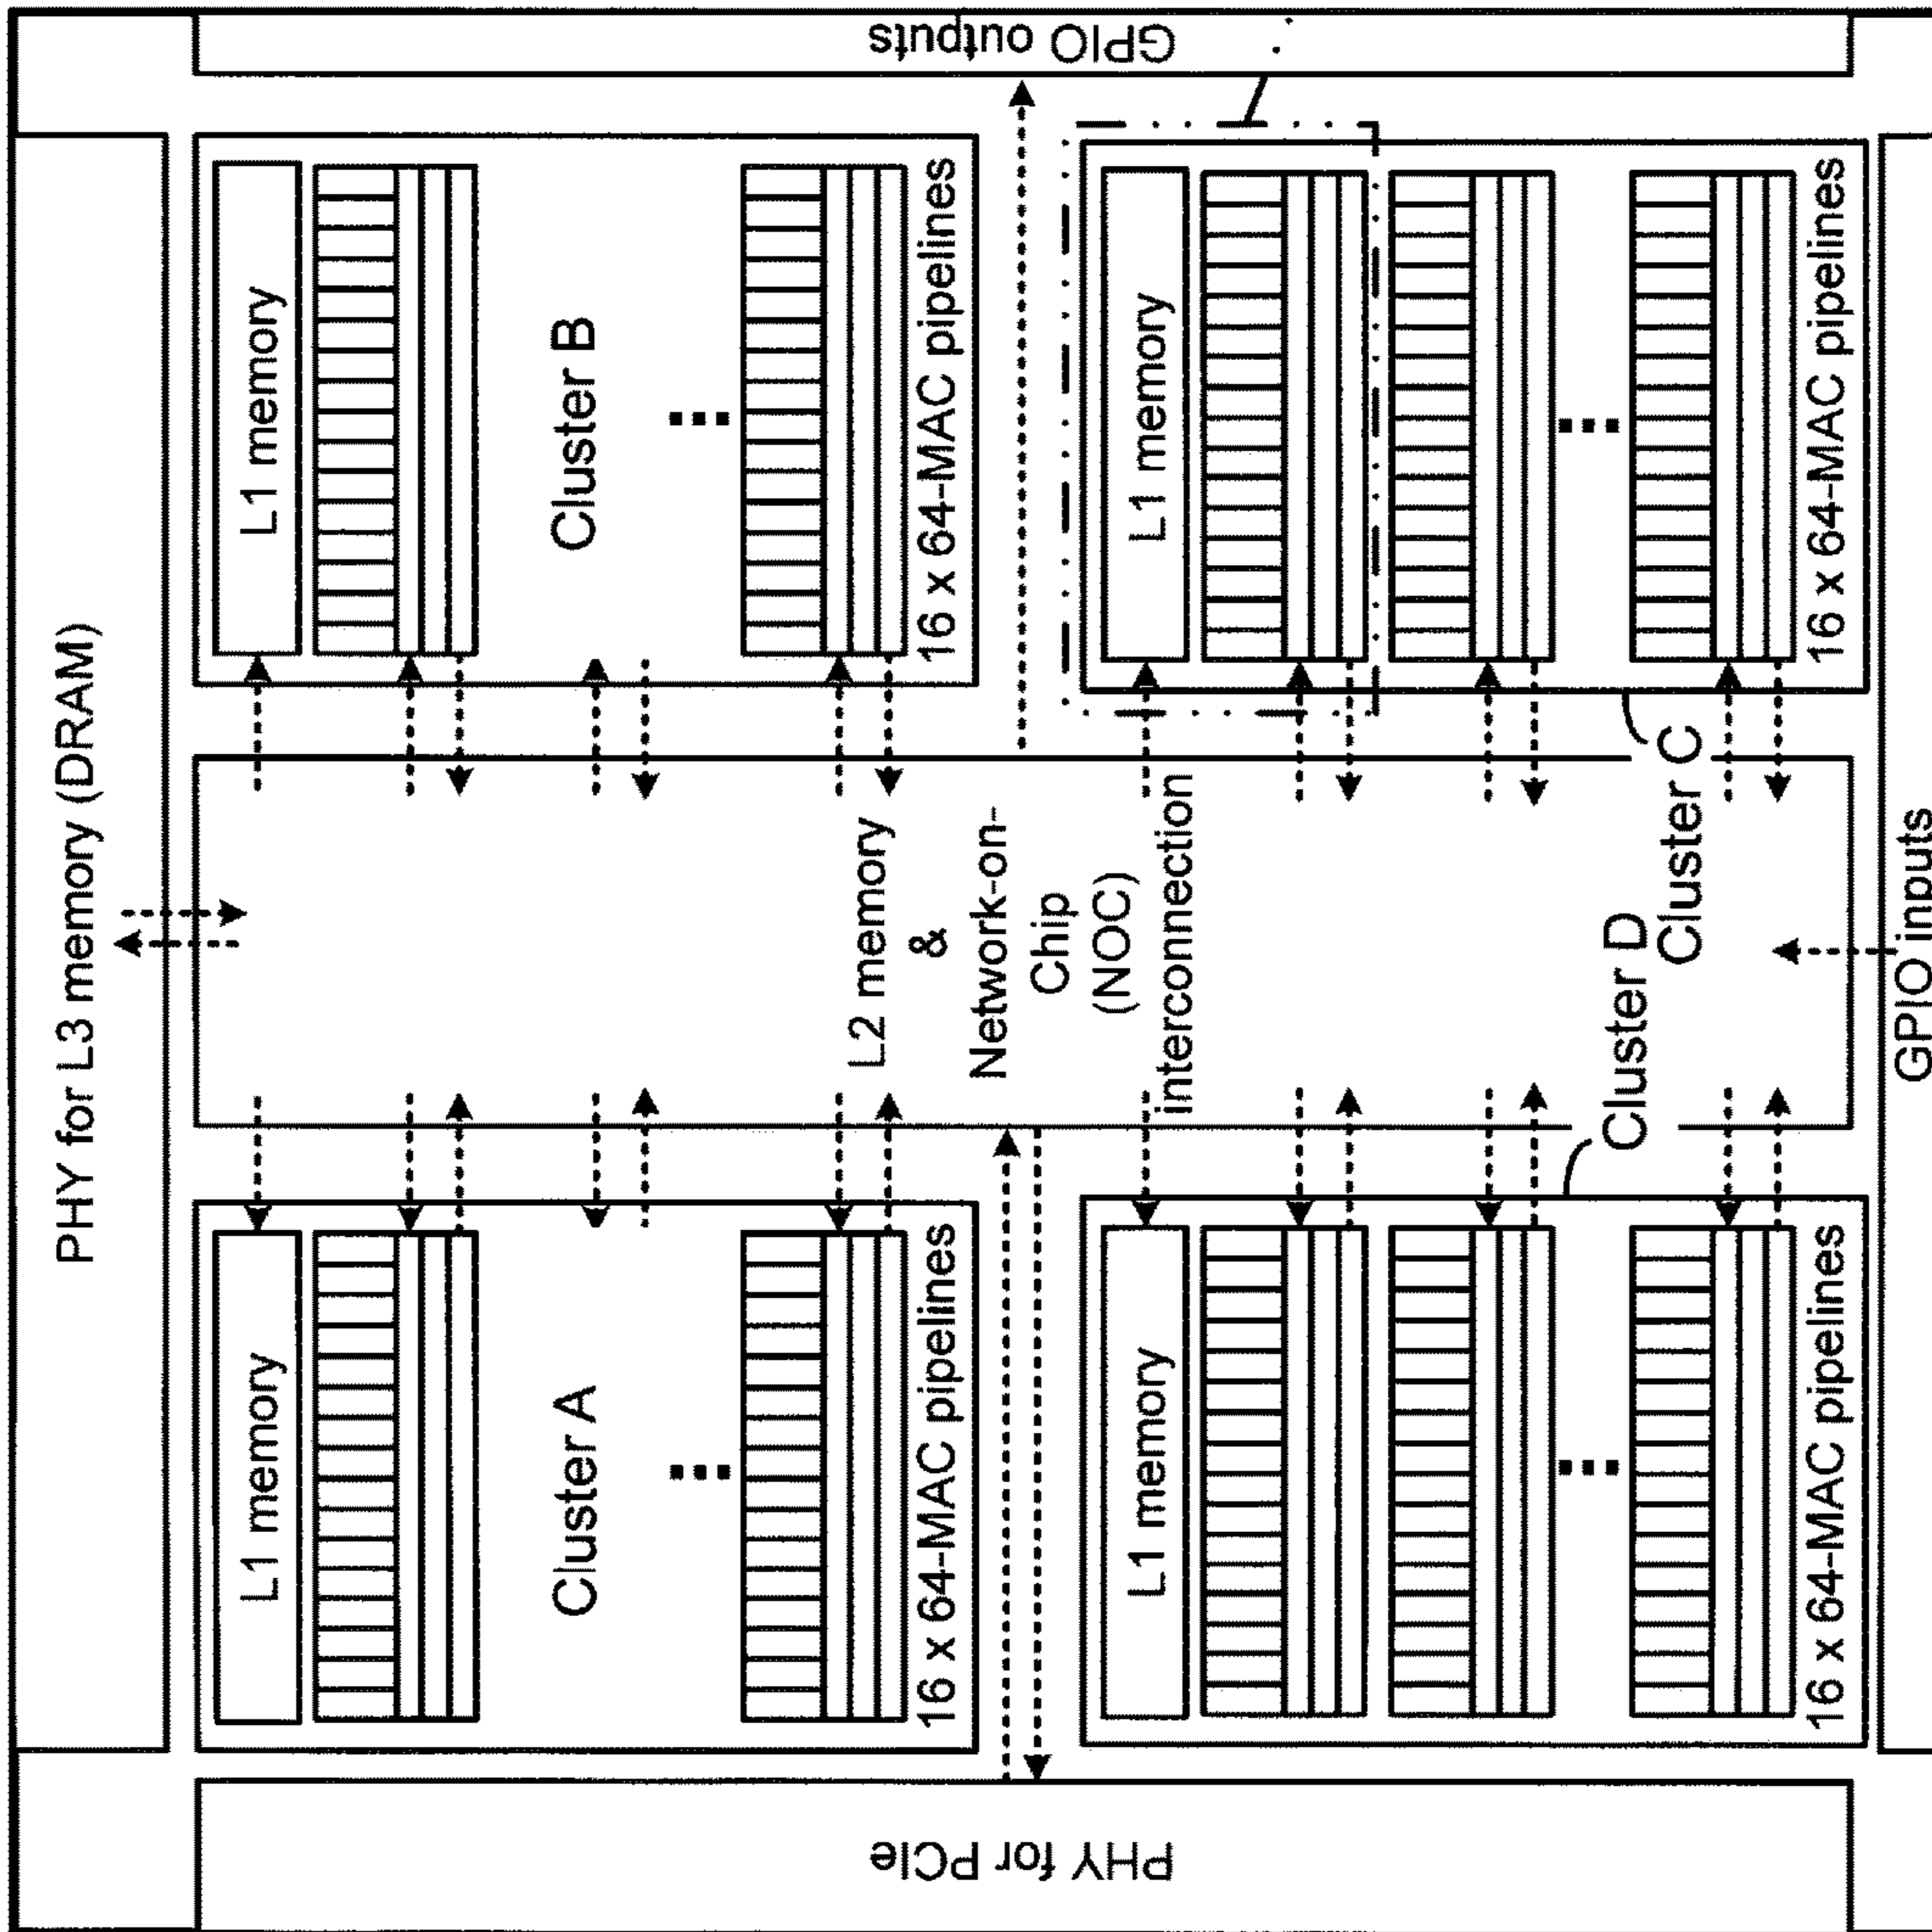 PHY for L3 memory (DRAM)
L1 memory
Cluster A
...
16 x 64-MAC pipelines
L1 memory
Cluster B
...
16 x 64-MAC pipelines
PHY for PCIe
L2 memory
&
Network-on-
Chip
(NOC)
interconnection
GPIO outputs
L1 memory
...
16 x 64-MAC pipelines
Cluster D
L1 memory
...
16 x 64-MAC pipelines
Cluster C
GPIO inputs